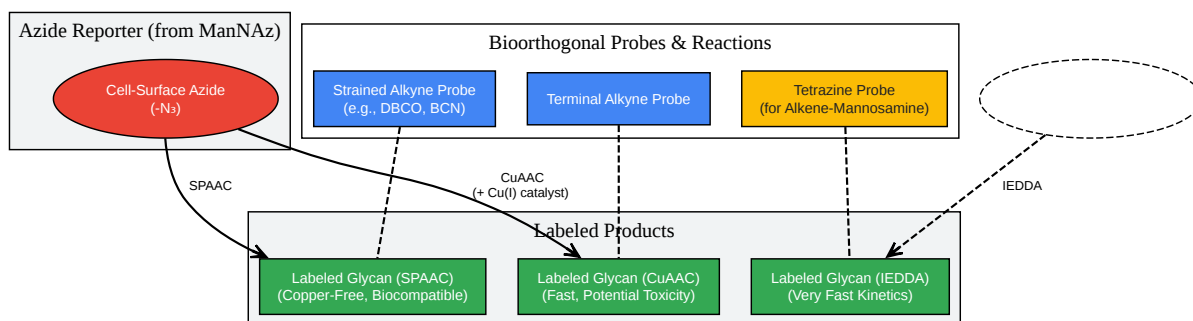 Azide Reporter (from ManNAz)
Cell-Surface Azide
(-N₃)
Bioorthogonal Probes & Reactions
Strained Alkyne Probe
(e.g., DBCO, BCN)
Terminal Alkyne Probe
Tetrazine Probe
(for Alkene-Mannosamine)
SPAAC
CuAAC
(+ Cu(I) catalyst)
IEDDA
Labeled Products
Labeled Glycan (SPAAC)
(Copper-Free, Biocompatible)
Labeled Glycan (CuAAC)
(Fast, Potential Toxicity)
Labeled Glycan (IEDDA)
(Very Fast Kinetics)